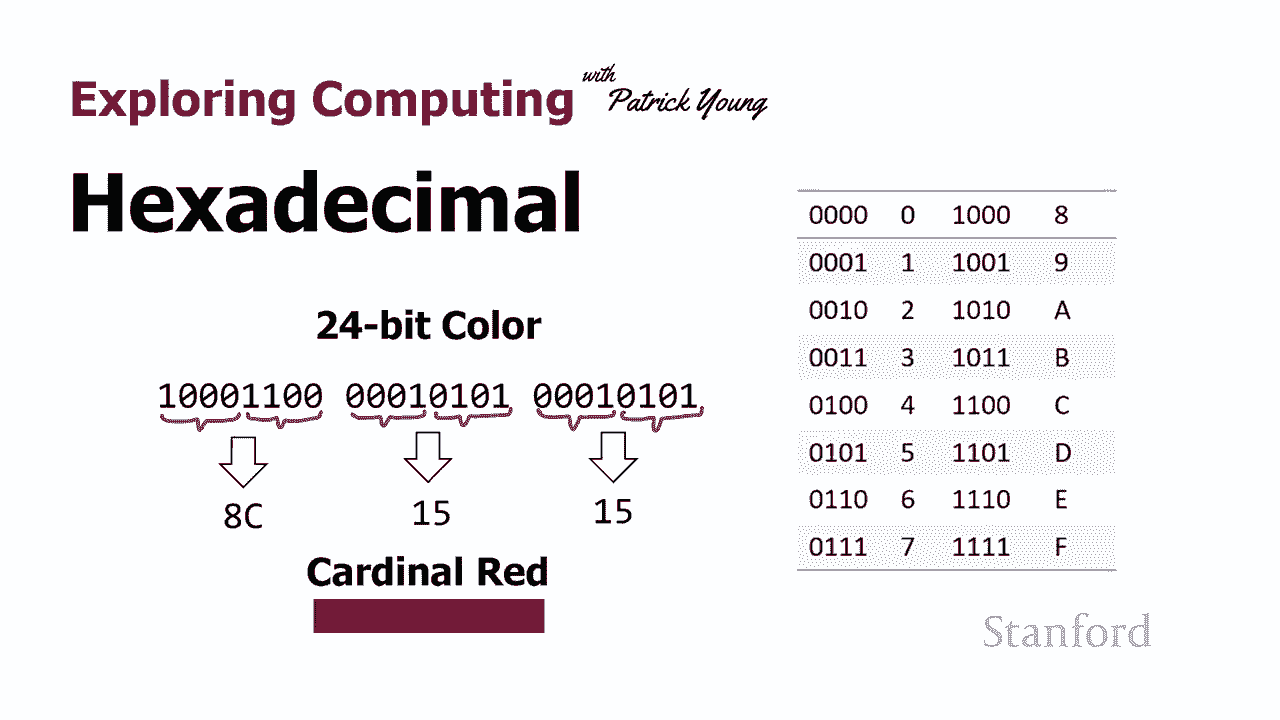 Exploring Computing with Patrick Young
Hexadecimal
24-bit Color
10001100 00010101 00010101
8C 15 15
Cardinal Red
0000 0 1000 8
0001 1 1001 9
0010 2 1010 A
0011 3 1011 B
0100 4 1100 C
0101 5 1101 D
0110 6 1110 E
0111 7 1111 F
Stanford